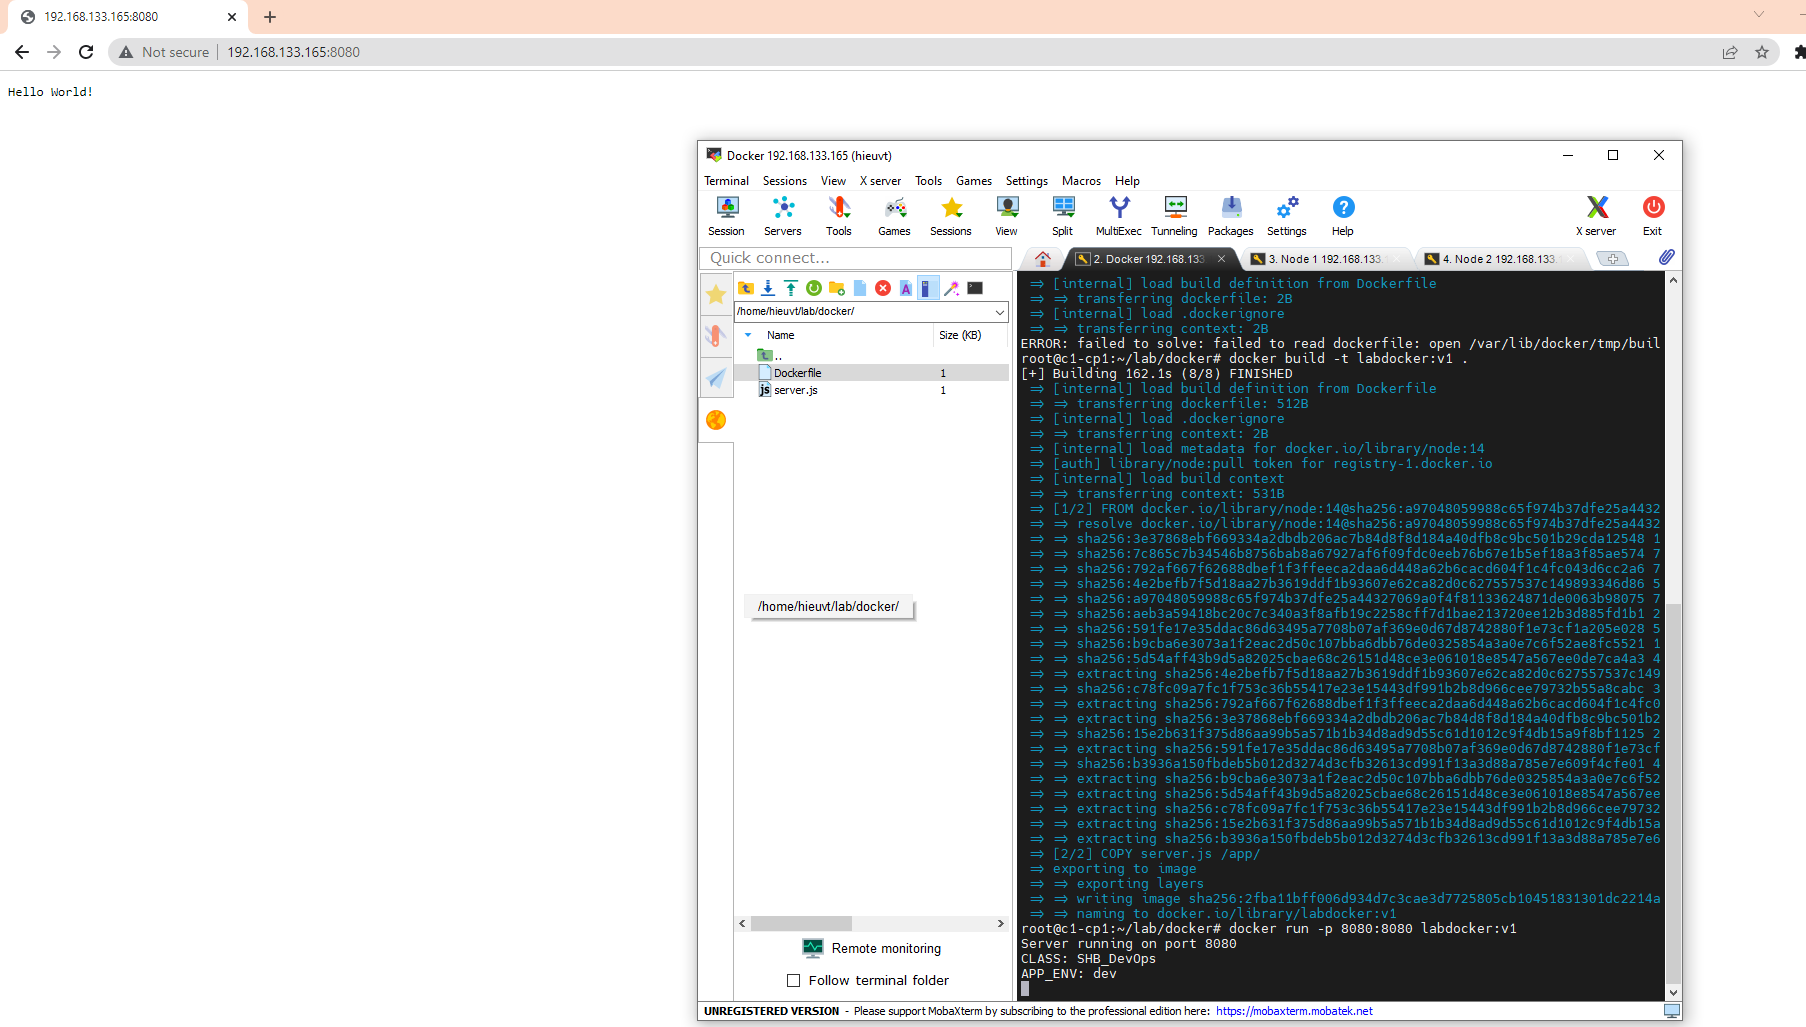 192.168.133.165:8080
Not secure 192.168.133.165:8080
Hello World!
Docker 192.168.133.165 (hieuvt)
Terminal Sessions View X server Tools Games Settings Macros Help
Session Servers Tools Games Sessions View Split MultiExec Tunneling Packages Settings Help X server Exit
Quick connect...
2. Docker 192.168.133 3. Node 1 192.168.133. 4. Node 2 192.168.133.1
/home/hieuvt/lab/docker/
Name Size (KB)
..
Dockerfile 1
server.js 1
/home/hieuvt/lab/docker/
Remote monitoring
Follow terminal folder
⇒ [internal] load build definition from Dockerfile
⇒ ⇒ transferring dockerfile: 2B
⇒ [internal] load .dockerignore
⇒ ⇒ transferring context: 2B
ERROR: failed to solve: failed to read dockerfile: open /var/lib/docker/tmp/buil
root@c1-cp1:~/lab/docker# docker build -t labdocker:v1 .
[+] Building 162.1s (8/8) FINISHED
⇒ [internal] load build definition from Dockerfile
⇒ ⇒ transferring dockerfile: 512B
⇒ [internal] load .dockerignore
⇒ ⇒ transferring context: 2B
⇒ [internal] load metadata for docker.io/library/node:14
⇒ [auth] library/node:pull token for registry-1.docker.io
⇒ [internal] load build context
⇒ ⇒ transferring context: 531B
⇒ [1/2] FROM docker.io/library/node:14@sha256:a97048059988c65f974b37dfe25a4432
⇒ ⇒ resolve docker.io/library/node:14@sha256:a97048059988c65f974b37dfe25a4432
⇒ ⇒ sha256:3e37868ebf669334a2dbdb206ac7b84d8f8d184a40dfb8c9bc501b29cda12548 1
⇒ ⇒ sha256:7c865c7b34546b8756bab8a67927af6f09fdc0eeb76b67e1b5ef18a3f85ae574 7
⇒ ⇒ sha256:792af667f62688dbef1f3ffeeca2daa6d448a62b6cacd604f1c4fc043d6cc2a6 7
⇒ ⇒ sha256:4e2befb7f5d18aa27b3619ddf1b93607e62ca82d0c627557537c149893346d86 5
⇒ ⇒ sha256:a97048059988c65f974b37dfe25a44327069a0f4f81133624871de0063b98075 7
⇒ ⇒ sha256:aeb3a59418bc20c7c340a3f8afb19c2258cff7d1bae213720ee12b3d885fd1b1 2
⇒ ⇒ sha256:591fe17e35ddac86d63495a7708b07af369e0d67d8742880f1e73cf1a205e028 5
⇒ ⇒ sha256:b9cba6e3073a1f2eac2d50c107bba6dbb76de0325854a3a0e7c6f52ae8fc5521 1
⇒ ⇒ sha256:5d54aff43b9d5a82025cbae68c26151d48ce3e061018e8547a567ee0de7ca4a3 4
⇒ ⇒ extracting sha256:4e2befb7f5d18aa27b3619ddf1b93607e62ca82d0c627557537c149
⇒ ⇒ sha256:c78fc09a7fc1f753c36b55417e23e15443df991b2b8d966cee79732b55a8cabc 3
⇒ ⇒ extracting sha256:792af667f62688dbef1f3ffeeca2daa6d448a62b6cacd604f1c4fc0
⇒ ⇒ extracting sha256:3e37868ebf669334a2dbdb206ac7b84d8f8d184a40dfb8c9bc501b2
⇒ ⇒ sha256:15e2b631f375d86aa99b5a571b1b34d8ad9d55c61d1012c9f4db15a9f8bf1125 2
⇒ ⇒ extracting sha256:591fe17e35ddac86d63495a7708b07af369e0d67d8742880f1e73cf
⇒ ⇒ sha256:b3936a150fbdeb5b012d3274d3cfb32613cd991f13a3d88a785e7e609f4cfe01 4
⇒ ⇒ extracting sha256:b9cba6e3073a1f2eac2d50c107bba6dbb76de0325854a3a0e7c6f52
⇒ ⇒ extracting sha256:5d54aff43b9d5a82025cbae68c26151d48ce3e061018e8547a567ee
⇒ ⇒ extracting sha256:c78fc09a7fc1f753c36b55417e23e15443df991b2b8d966cee79732
⇒ ⇒ extracting sha256:15e2b631f375d86aa99b5a571b1b34d8ad9d55c61d1012c9f4db15a
⇒ ⇒ extracting sha256:b3936a150fbdeb5b012d3274d3cfb32613cd991f13a3d88a785e7e6
⇒ [2/2] COPY server.js /app/
⇒ exporting to image
⇒ ⇒ exporting layers
⇒ ⇒ writing image sha256:2fba11bff006d934d7c3cae3d7725805cb10451831301dc2214a
⇒ ⇒ naming to docker.io/library/labdocker:v1
root@c1-cp1:~/lab/docker# docker run -p 8080:8080 labdocker:v1
Server running on port 8080
CLASS: SHB_DevOps
APP_ENV: dev
UNREGISTERED VERSION - Please support MobaXterm by subscribing to the professional edition here: https://mobaxterm.mobatek.net